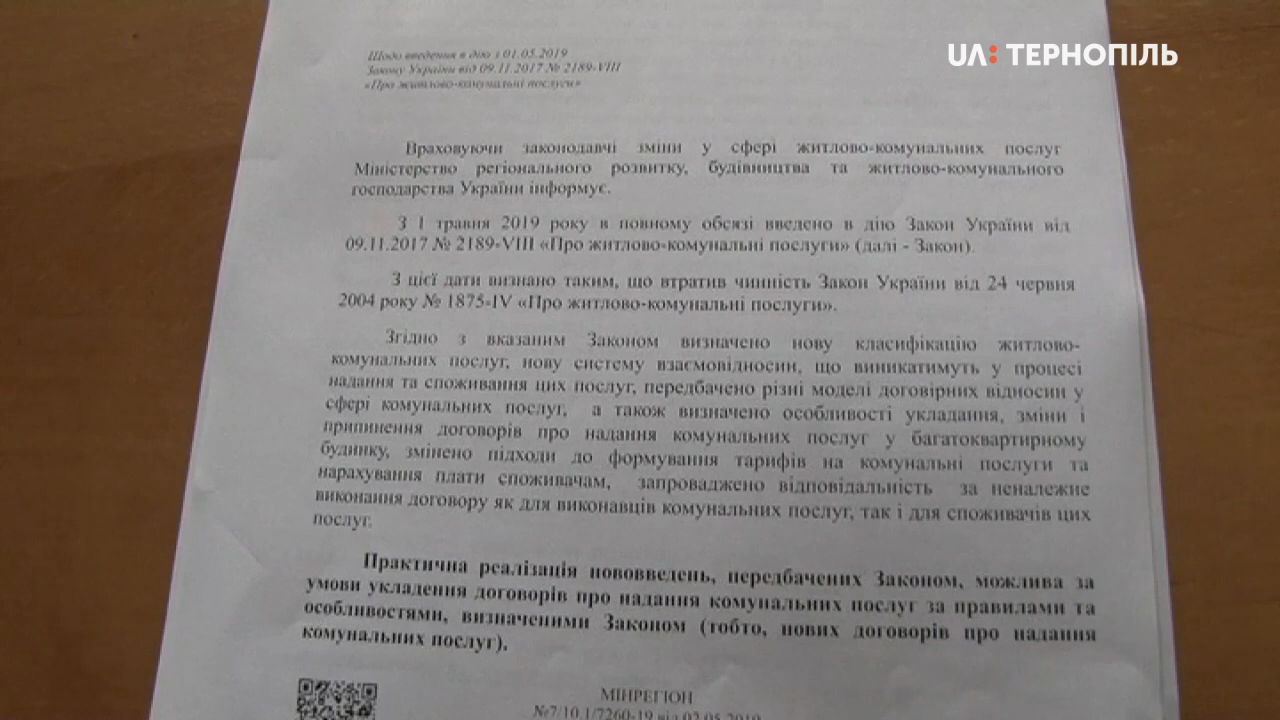 UA: ТЕРНОПІЛЬ
Щодо введення в дію з 01.05.2019
Закону України від 09.11.2017 № 2189-VIII
«Про житлово-комунальні послуги»
Враховуючи законодавчі зміни у сфері житлово-комунальних послуг
Міністерство регіонального розвитку, будівництва та житлово-комунального
господарства України інформує.
З 1 травня 2019 року в повному обсязі введено в дію Закон України від
09.11.2017 № 2189-VIII «Про житлово-комунальні послуги» (далі - Закон).
З цієї дати визнано таким, що втратив чинність Закон України від 24 червня
2004 року № 1875-IV «Про житлово-комунальні послуги».
Згідно з вказаним Законом визначено нову класифікацію житлово-
комунальних послуг, нову систему взаємовідносин, що виникатимуть у процесі
надання та споживання цих послуг, передбачено різні моделі договірних відносин у
сфері комунальних послуг, а також визначено особливості укладання, зміни і
припинення договорів про надання комунальних послуг у багатоквартирному
будинку, змінено підходи до формування тарифів на комунальні послуги та
нарахування плати споживачам, запроваджено відповідальність за неналежне
виконання договору як для виконавців комунальних послуг, так і для споживачів цих
послуг.
Практична реалізація нововведень, передбачених Законом, можлива за
умови укладення договорів про надання комунальних послуг за правилами та
особливостями, визначеними Законом (тобто, нових договорів про надання
комунальних послуг).
МІНРЕГІОН
№7/10.1/7260-19 від 02.05.2019